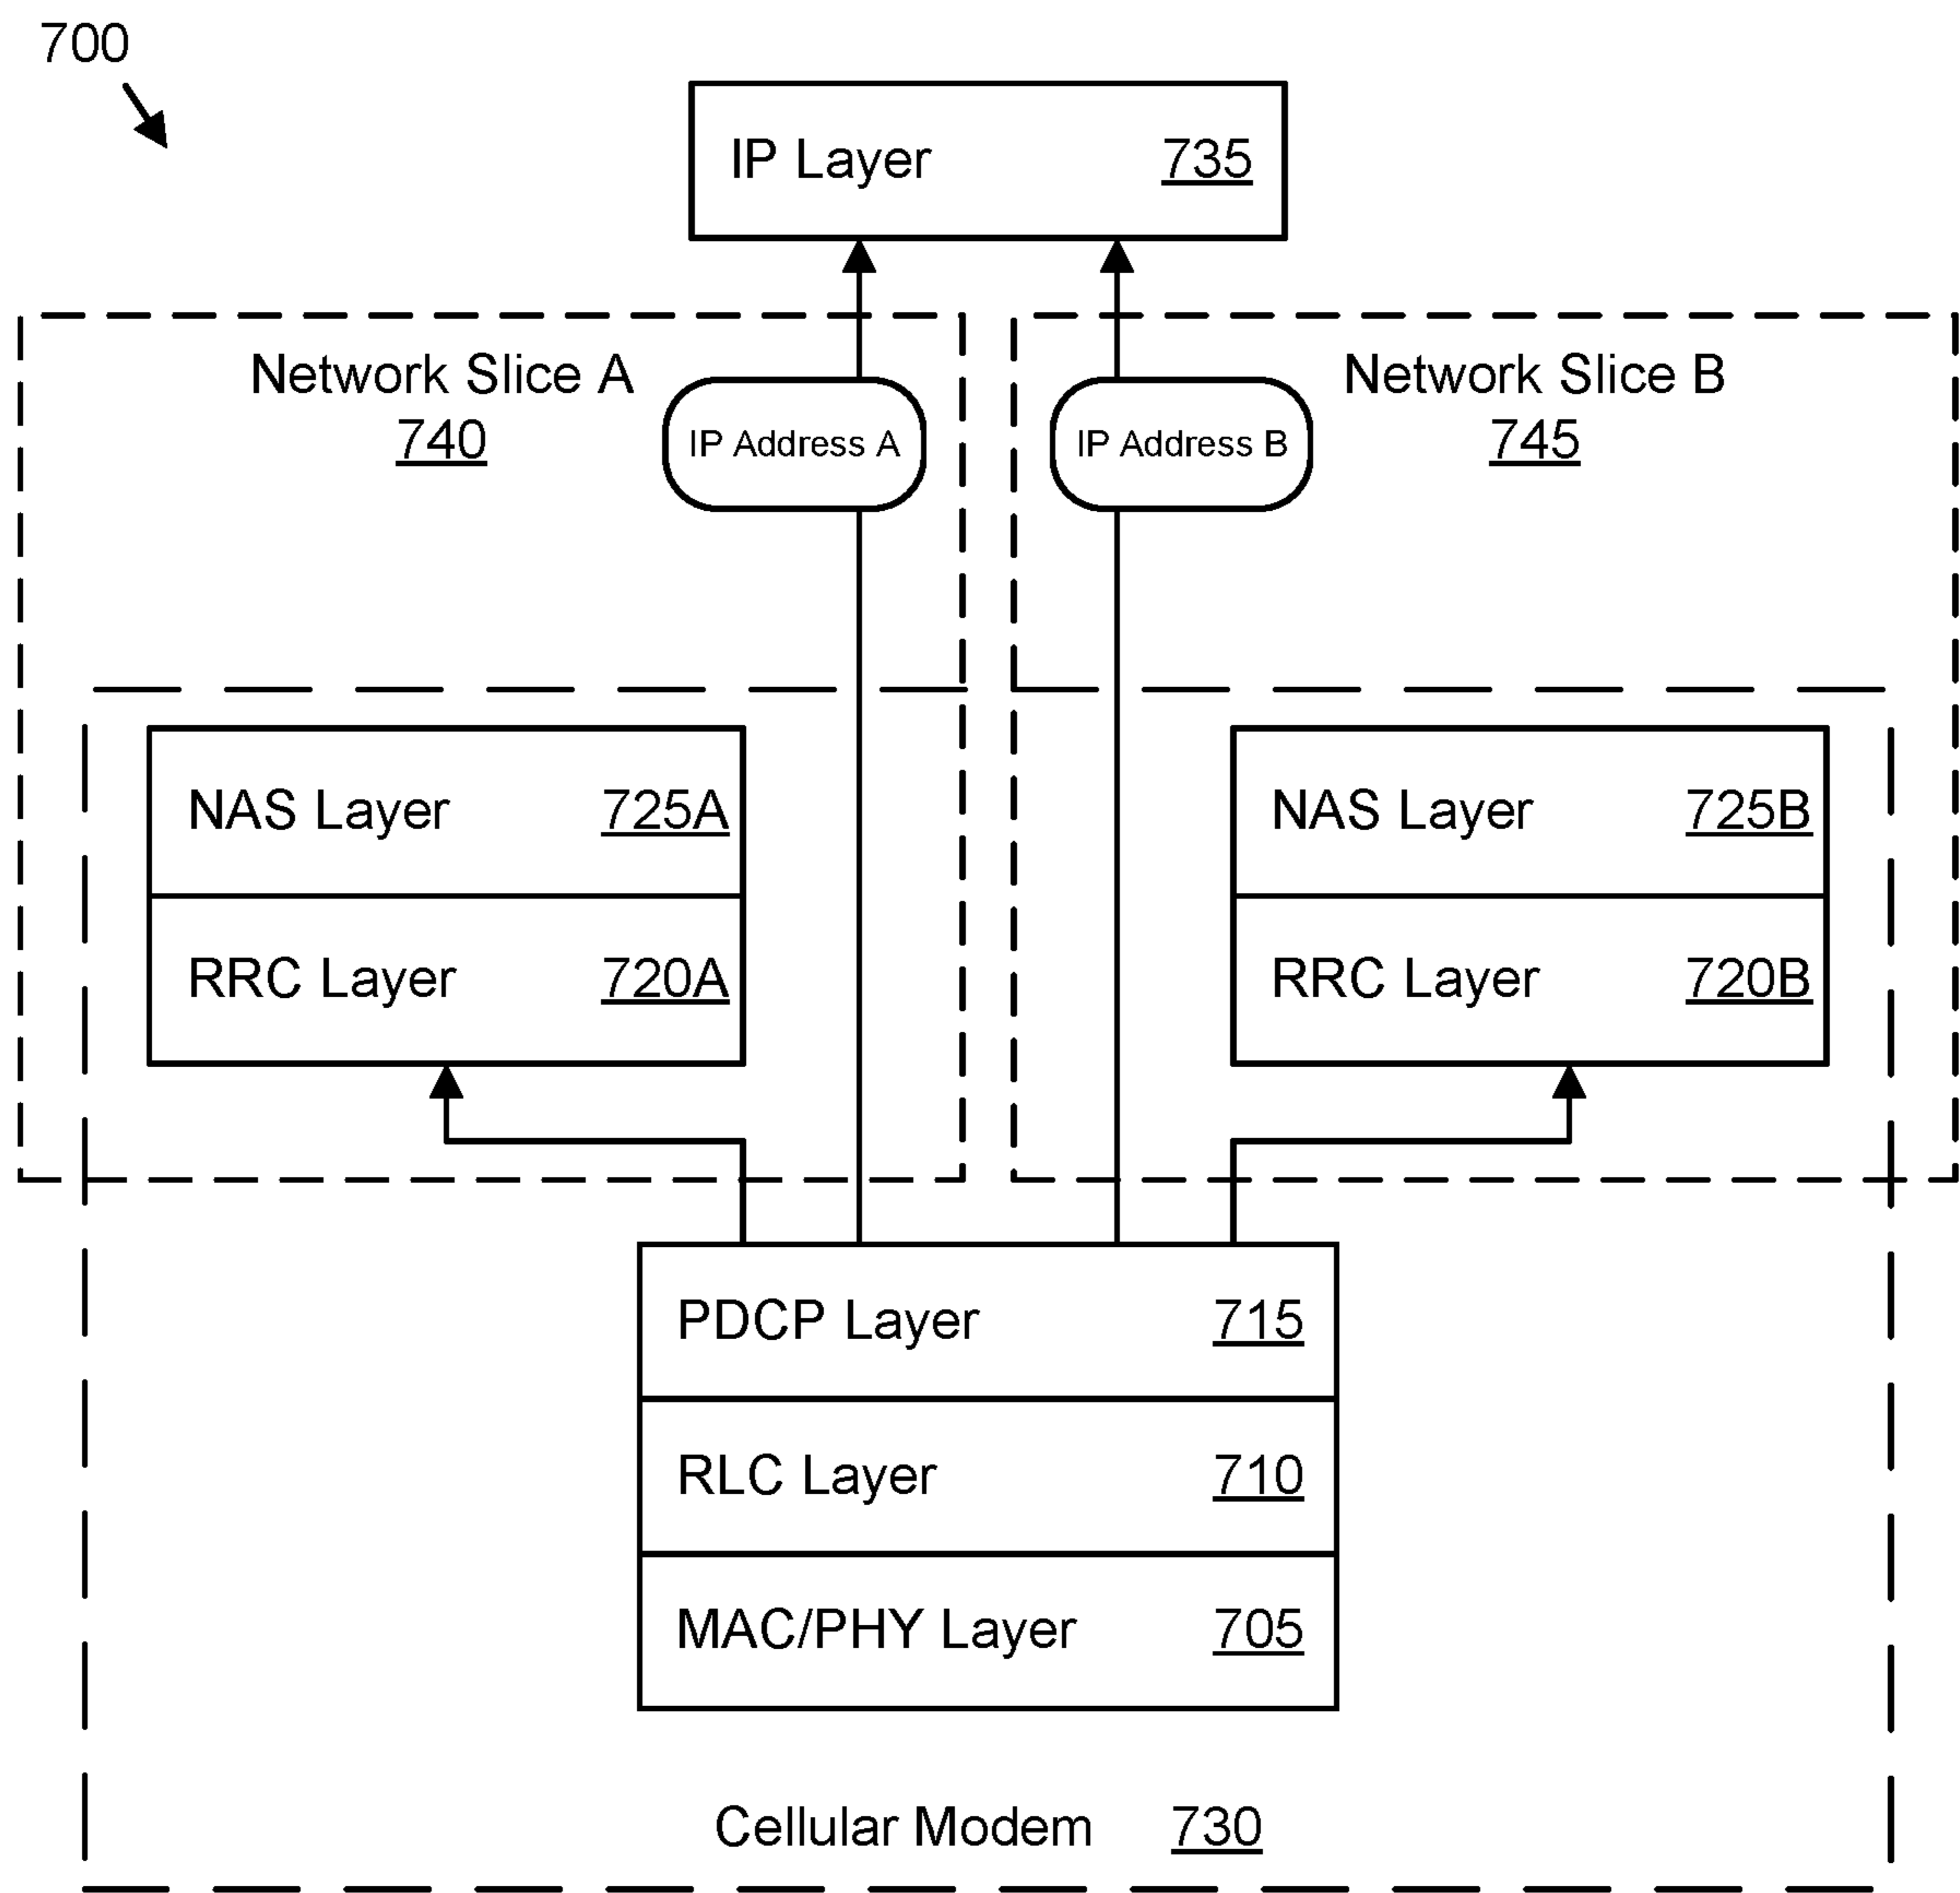 700
IP Layer 735
Network Slice A
740
IP Address A
IP Address B
Network Slice B
745
NAS Layer 725A
RRC Layer 720A
NAS Layer 725B
RRC Layer 720B
PDCP Layer 715
RLC Layer 710
MAC/PHY Layer 705
Cellular Modem 730